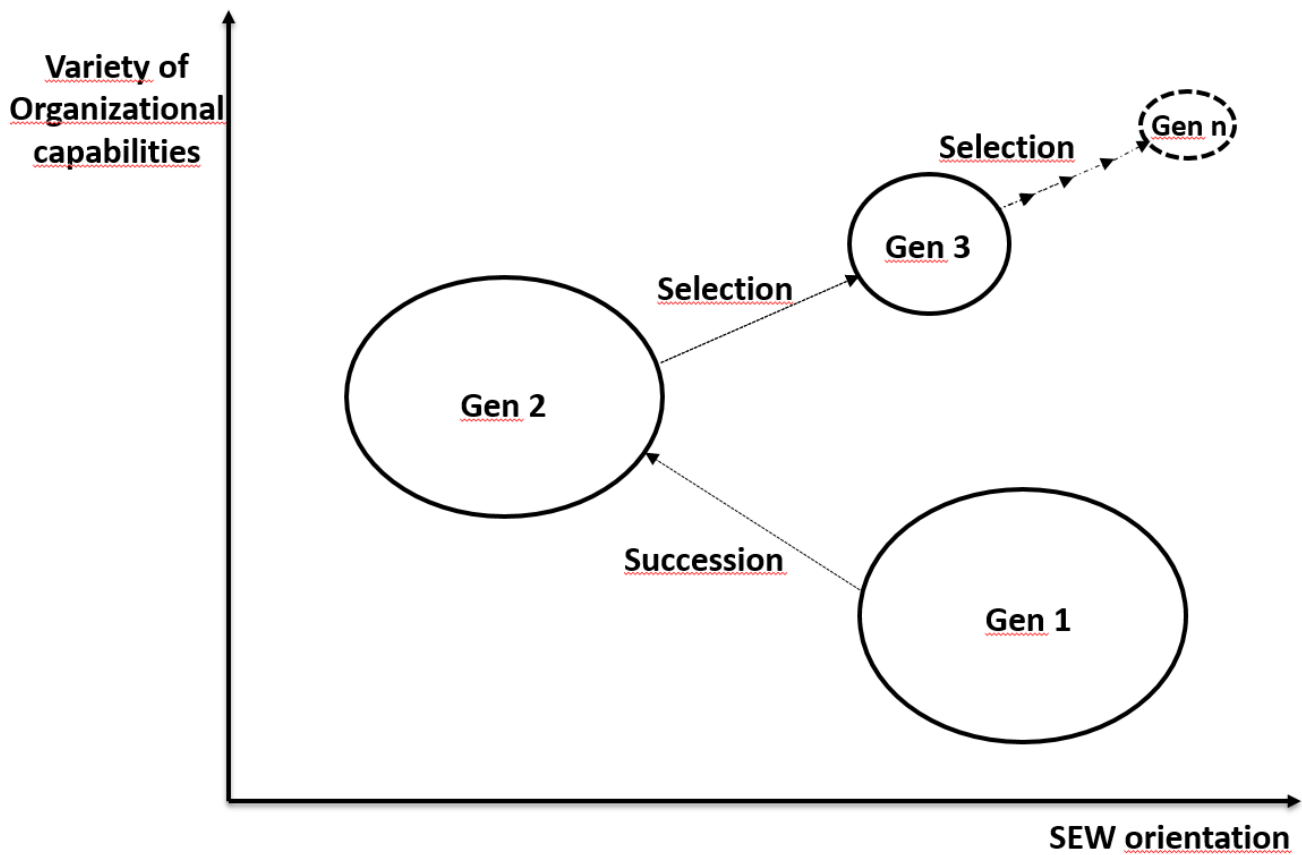 Variety of
Organizational
capabilities
Gen n
Selection
Gen 3
Selection
Gen 2
Succession
Gen 1
SEW orientation